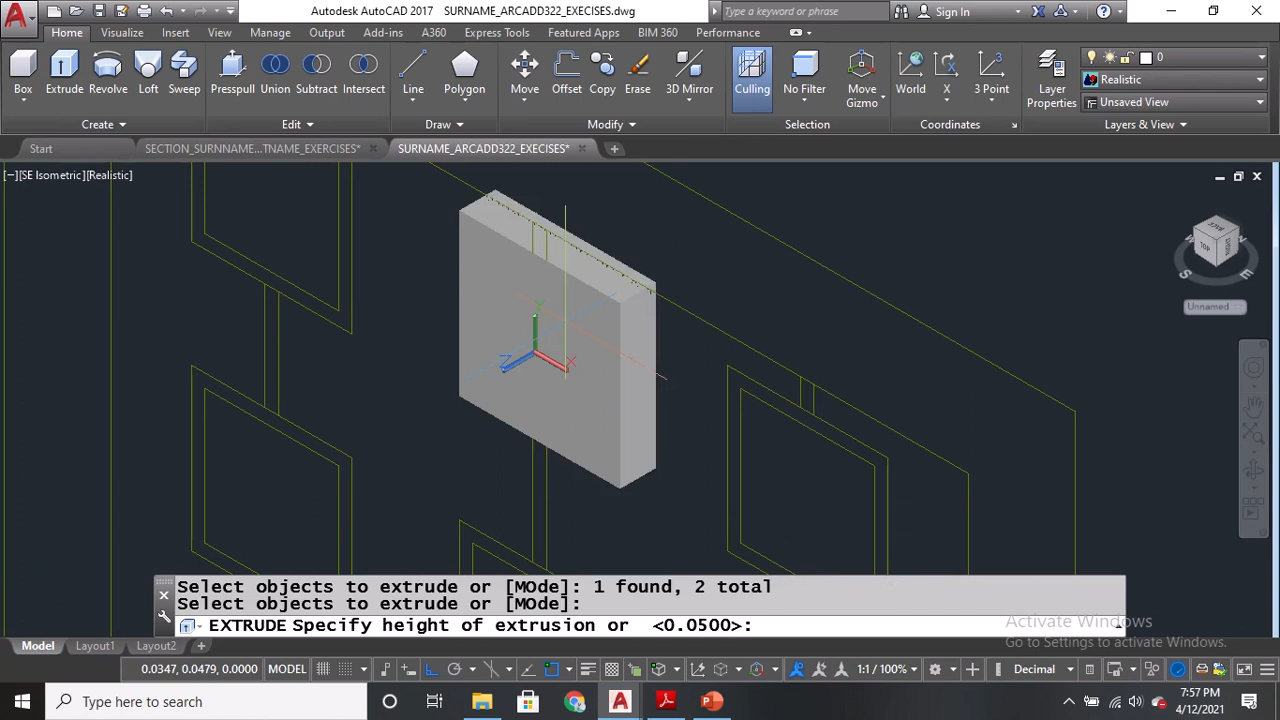 Autodesk AutoCAD 2017 SURNAME_ARCADD322_EXECISES.dwg
Type a keyword or phrase
Sign In
Home Visualize Insert View Manage Output Add-ins A360 Express Tools Featured Apps BIM 360 Performance
0
Realistic
Unsaved View
Box Extrude Revolve Loft Sweep Presspull Union Subtract Intersect Line Polygon Move Offset Copy Erase 3D Mirror Culling No Filter Move Gizmo World X 3 Point Layer Properties
Create Edit Draw Modify Selection Coordinates Layers & View
Start SECTION_SURNNAME...TNAME_EXERCISES* SURNAME_ARCADD322_EXECISES*
[−][SE Isometric][Realistic]
Y
Z X
BACK
TOP
W N
S E
Unnamed
Select objects to extrude or [MOde]: 1 found, 2 total
Select objects to extrude or [MOde]:
EXTRUDE Specify height of extrusion or <0.0500>:
Activate Windows
Go to Settings to activate Windows.
Model Layout1 Layout2
0.0347, 0.0479, 0.0000 MODEL 1:1 / 100% Decimal
Type here to search
7:57 PM
4/12/2021